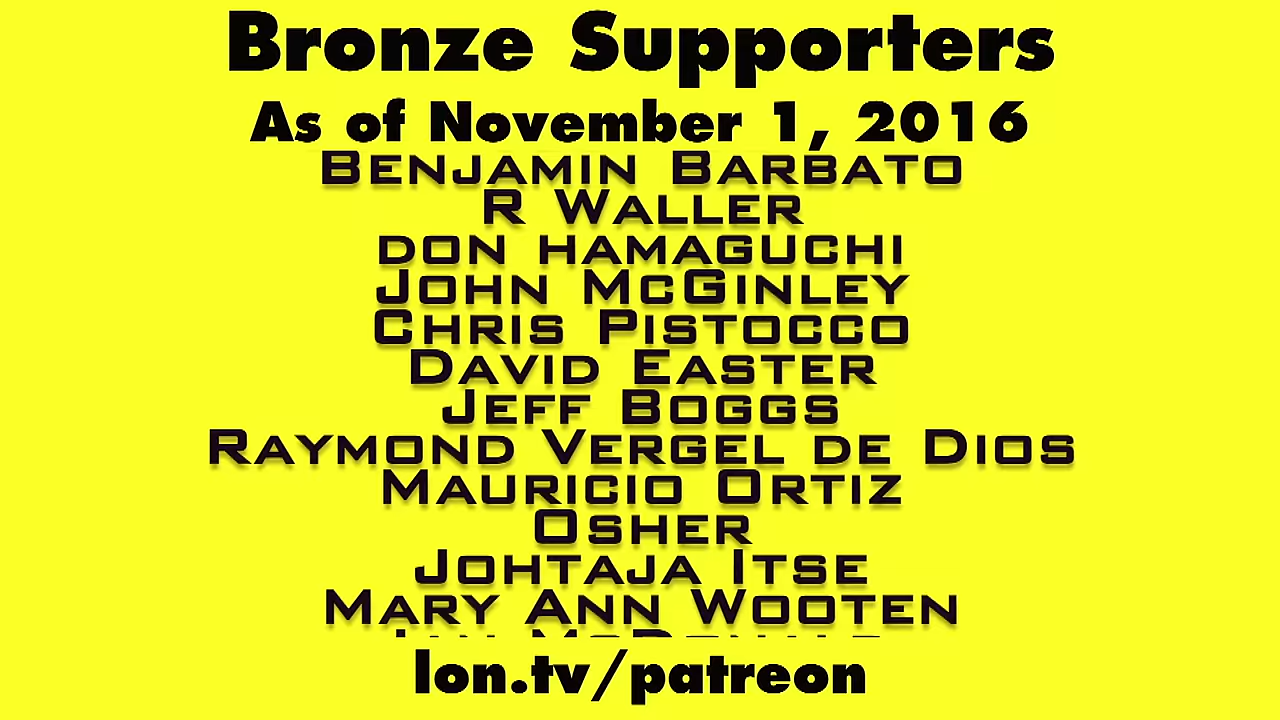 Bronze Supporters
As of November 1, 2016
Benjamin Barbato
R Waller
don hamaguchi
John McGinley
Chris Pistocco
David Easter
Jeff Boggs
Raymond Vergel de Dios
Mauricio Ortiz
Osher
Johtaja Itse
Mary Ann Wooten
lon.tv/patreon